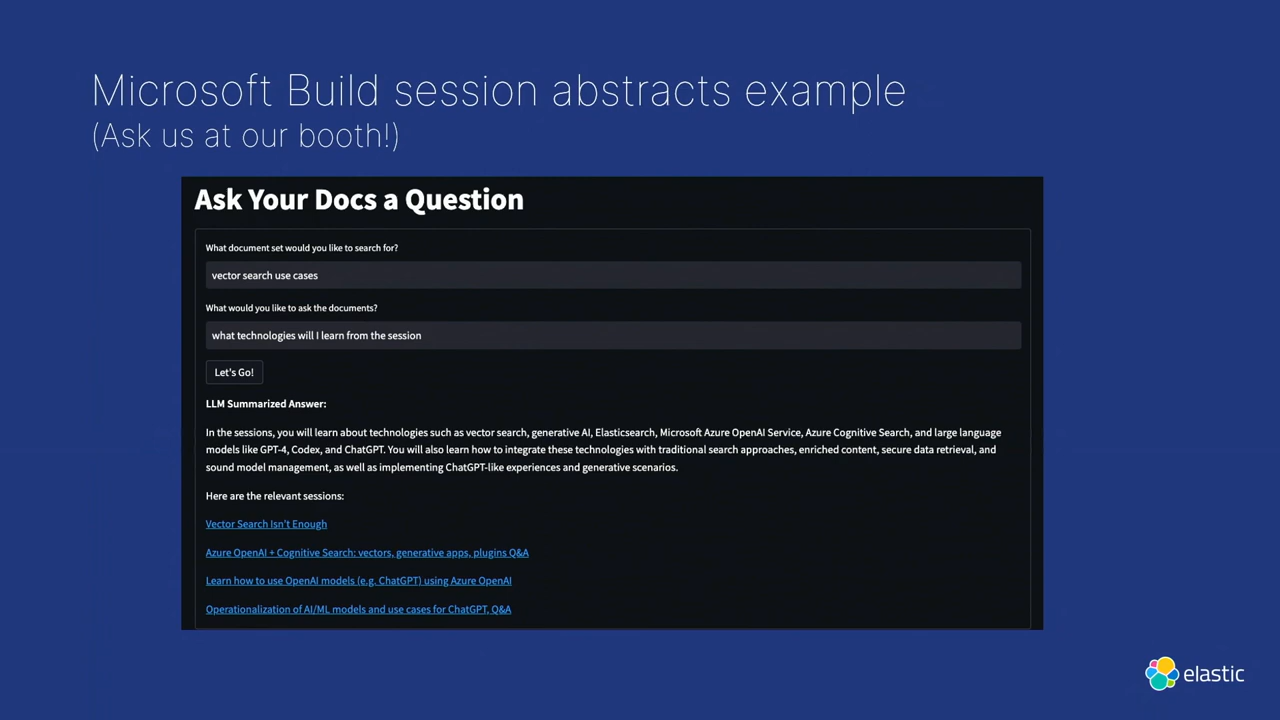 Microsoft Build session abstracts example
(Ask us at our booth!)
Ask Your Docs a Question
What document set would you like to search for?
vector search use cases
What would you like to ask the documents?
what technologies will I learn from the session
Let's Go!
LLM Summarized Answer:
In the sessions, you will learn about technologies such as vector search, generative AI, Elasticsearch, Microsoft Azure OpenAI Service, Azure Cognitive Search, and large language
models like GPT-4, Codex, and ChatGPT. You will also learn how to integrate these technologies with traditional search approaches, enriched content, secure data retrieval, and
sound model management, as well as implementing ChatGPT-like experiences and generative scenarios.
Here are the relevant sessions:
Vector Search Isn't Enough
Azure OpenAI + Cognitive Search: vectors, generative apps, plugins Q&A
Learn how to use OpenAI models (e.g. ChatGPT) using Azure OpenAI
Operationalization of AI/ML models and use cases for ChatGPT, Q&A
elastic